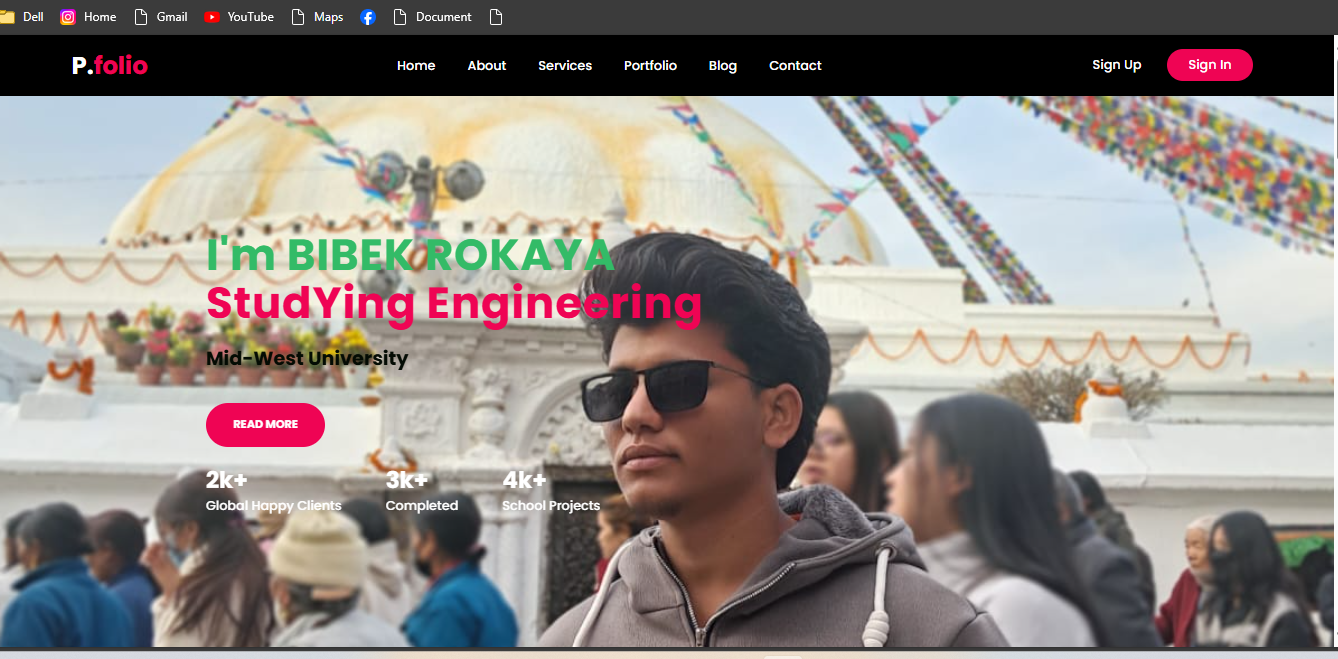 Dell Home Gmail YouTube Maps Document
P.folio Home About Services Portfolio Blog Contact Sign Up Sign In
I'm BIBEK ROKAYA
StudYing Engineering
Mid-West University
READ MORE
2k+ 3k+ 4k+
Global Happy Clients Completed School Projects